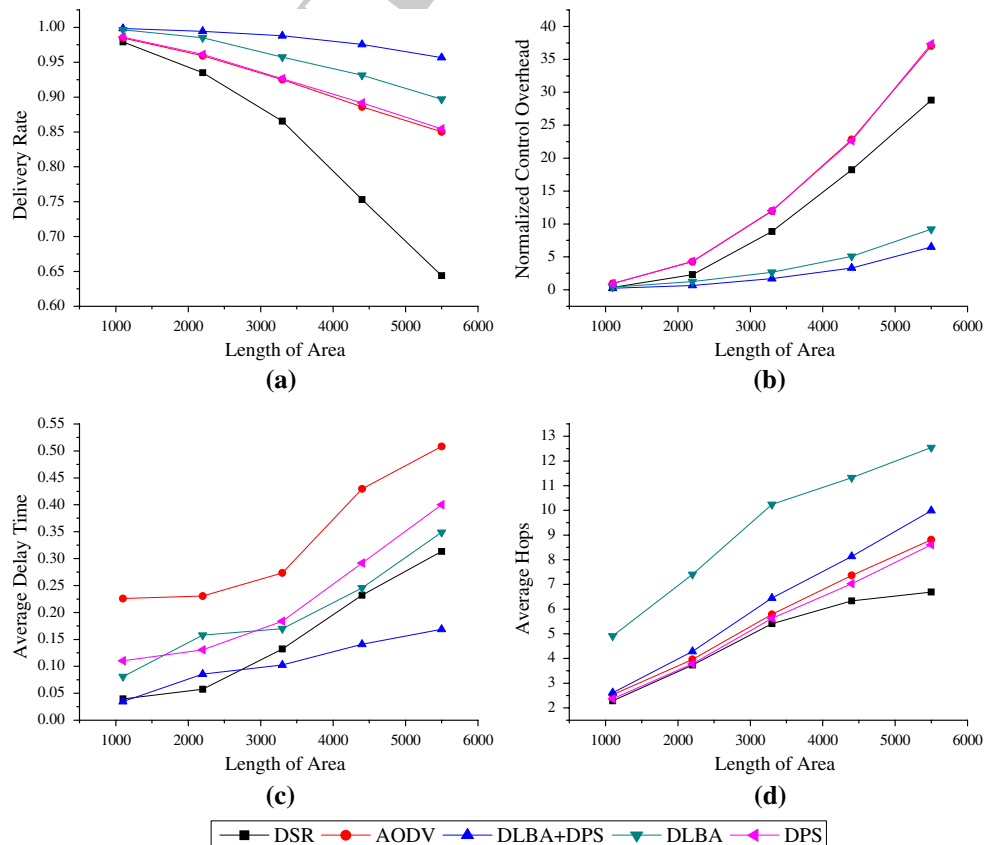 1.00
0.95
0.90
0.85
0.80
0.75
0.70
0.65
0.60
Delivery Rate
1000 2000 3000 4000 5000 6000
Length of Area
(a)
40
35
30
25
20
15
10
5
0
Normalized Control Overhead
1000 2000 3000 4000 5000 6000
Length of Area
(b)
0.55
0.50
0.45
0.40
0.35
0.30
0.25
0.20
0.15
0.10
0.05
0.00
Average Delay Time
1000 2000 3000 4000 5000 6000
Length of Area
(c)
13
12
11
10
9
8
7
6
5
4
3
2
Average Hops
1000 2000 3000 4000 5000 6000
Length of Area
(d)
DSR AODV DLBA+DPS DLBA DPS